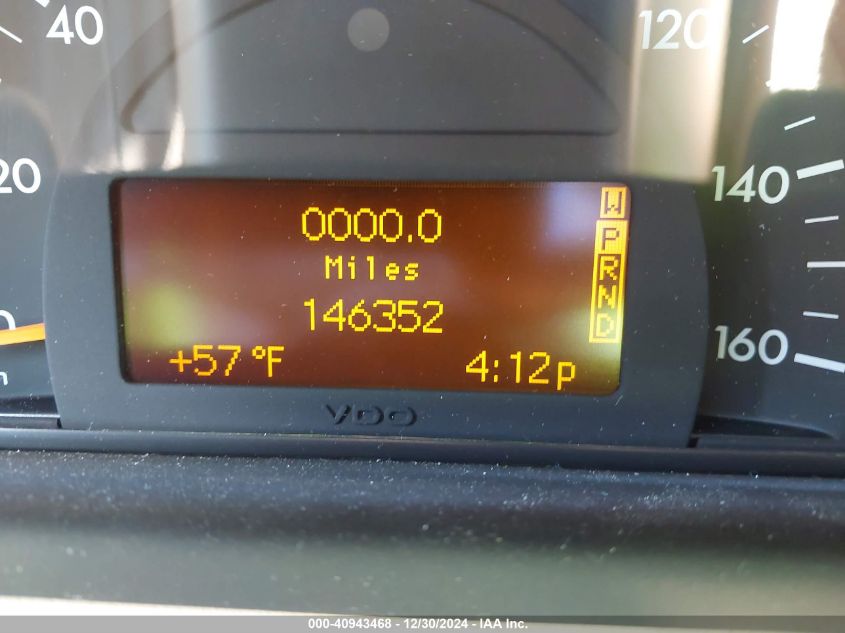 40
120
20
140
0000.0
W
P
Miles
R
N
146352
D
160
+57 °F
4:12p
VDO
000-40943468 - 12/30/2024 - IAA Inc.